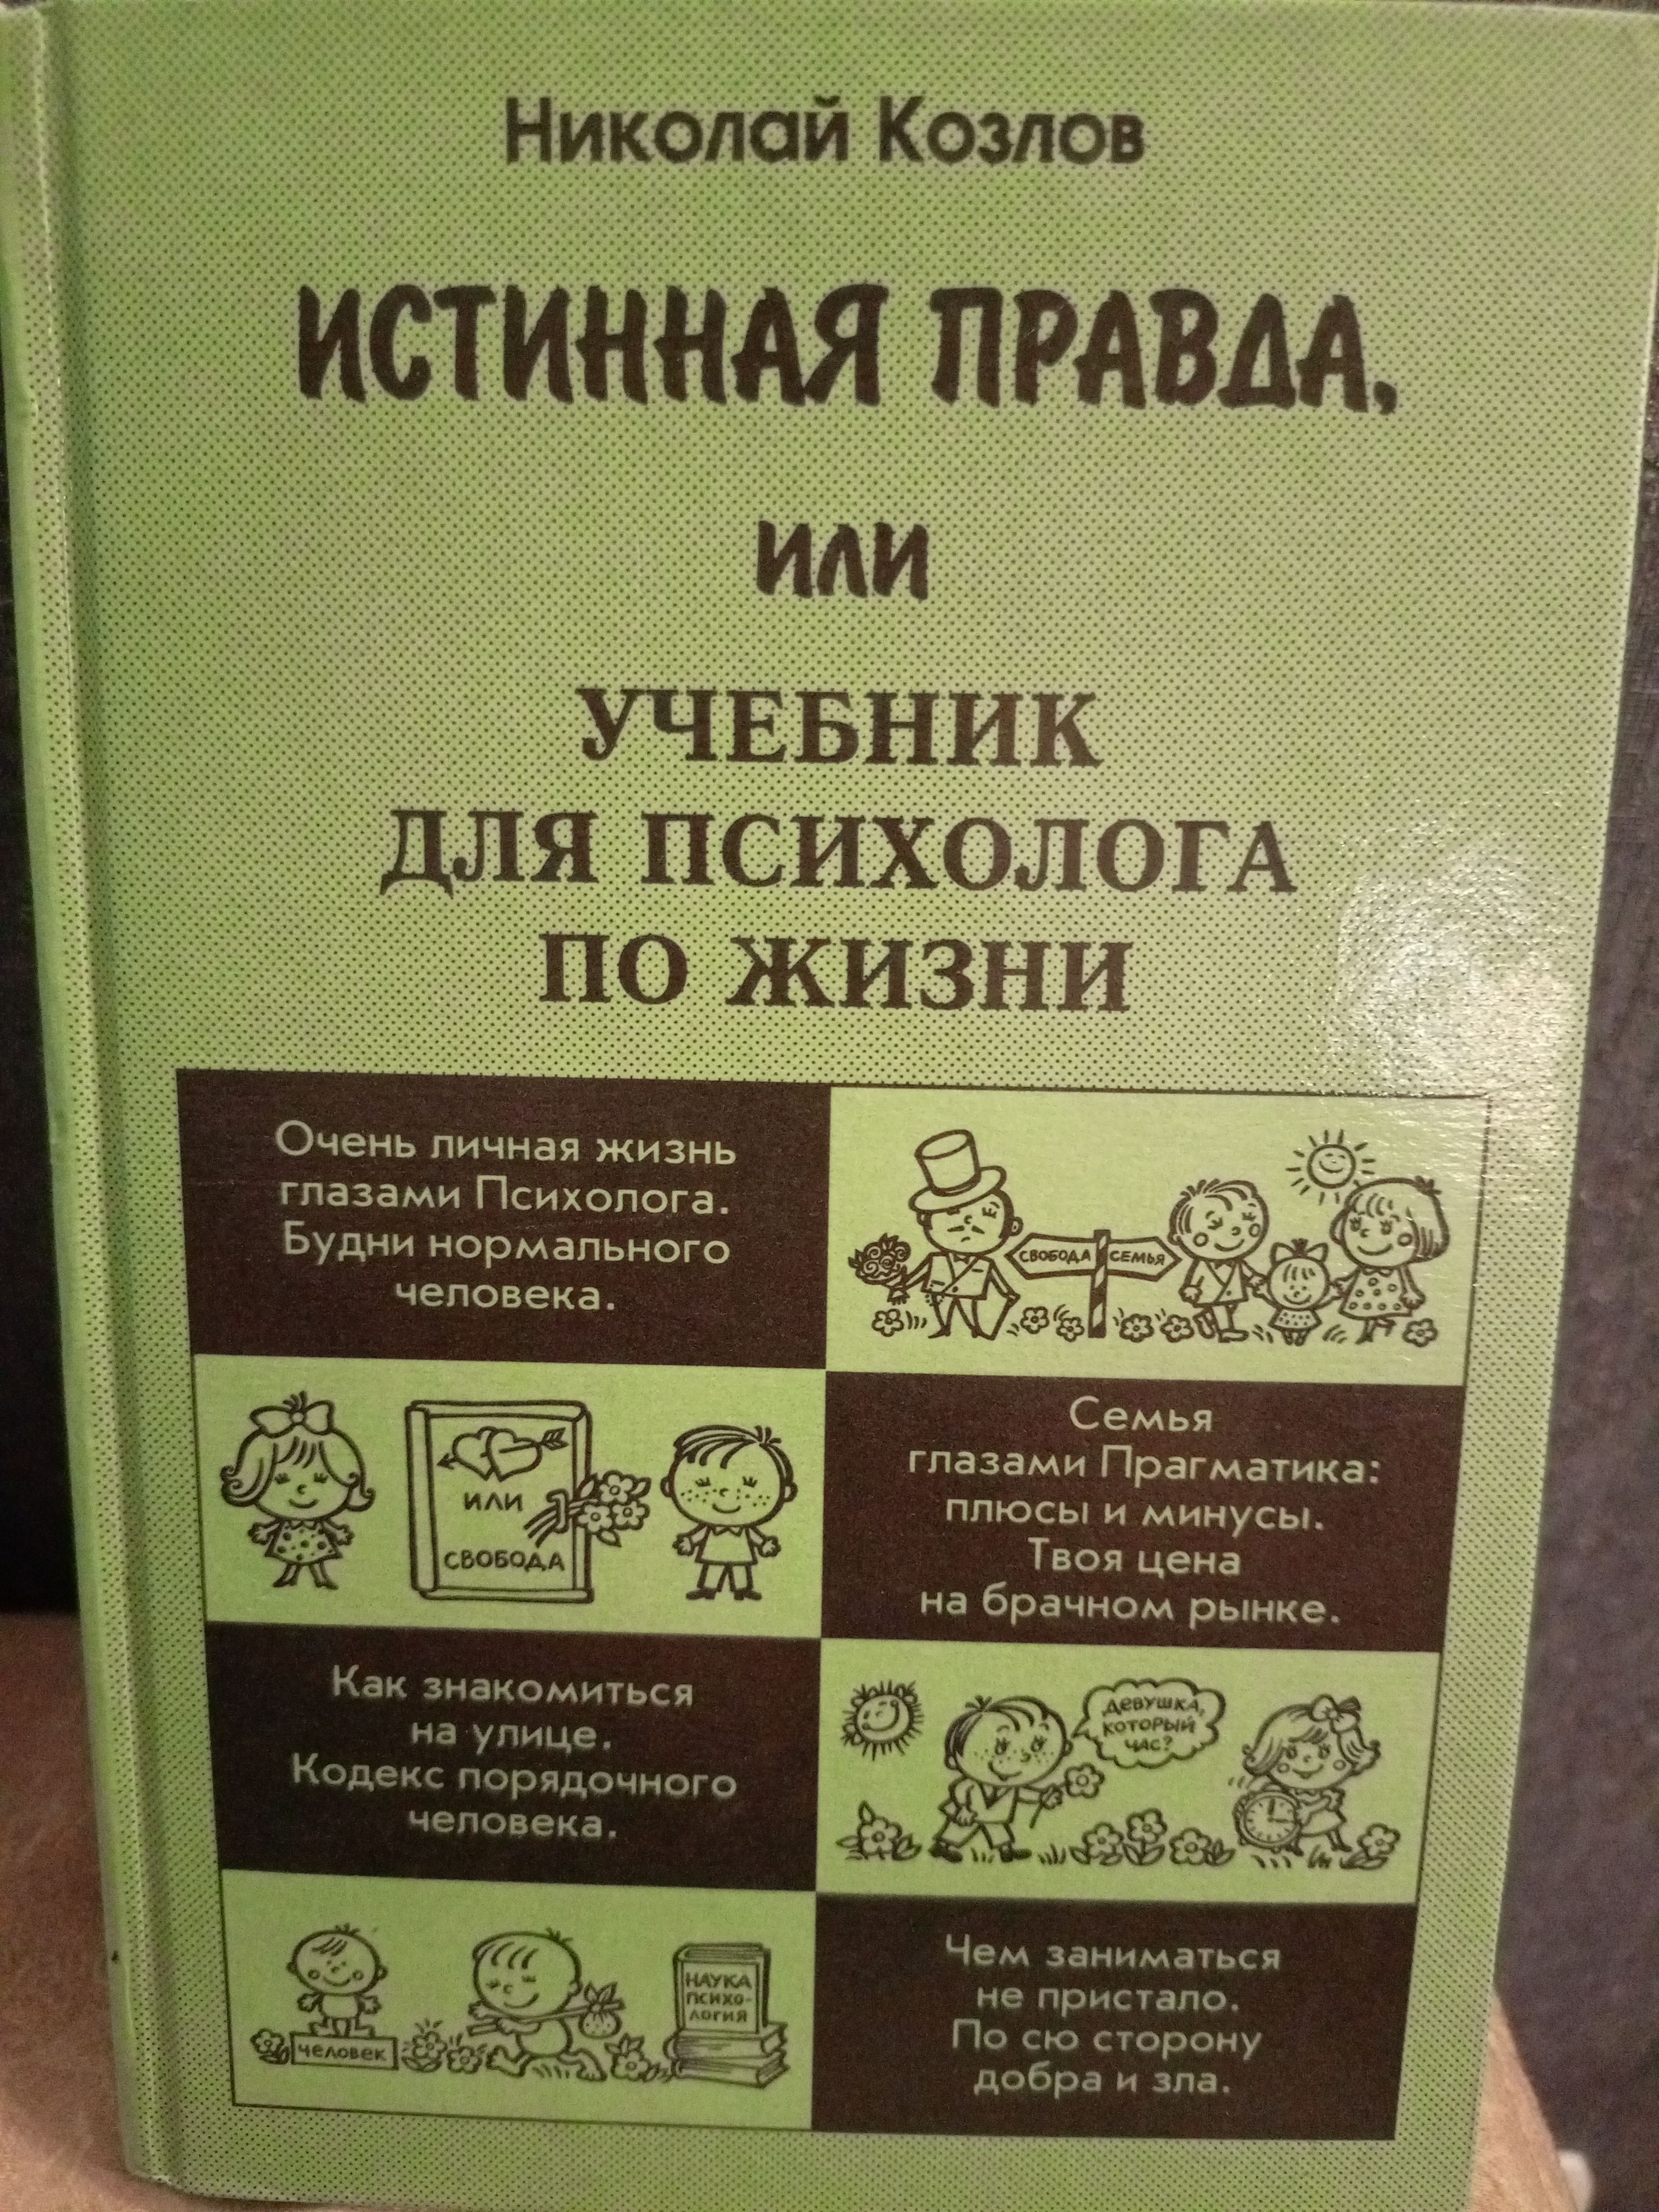 Николай Козлов
ИСТИННАЯ ПРАВДА,
ИЛИ
УЧЕБНИК
ДЛЯ ПСИХОЛОГА
ПО ЖИЗНИ
Очень личная жизнь
глазами Психолога.
Будни нормального
человека.
СВОБОДА СЕМЬЯ
ИЛИ
СВОБОДА
Семья
глазами Прагматика:
плюсы и минусы.
Твоя цена
на брачном рынке.
Как знакомиться
на улице.
Кодекс порядочного
человека.
ДЕВУШКА,
КОТОРЫЙ
ЧАС?
ЧЕЛОВЕК
НАУКА
ПСИХО-
ЛОГИЯ
Чем заниматься
не пристало.
По сю сторону
добра и зла.